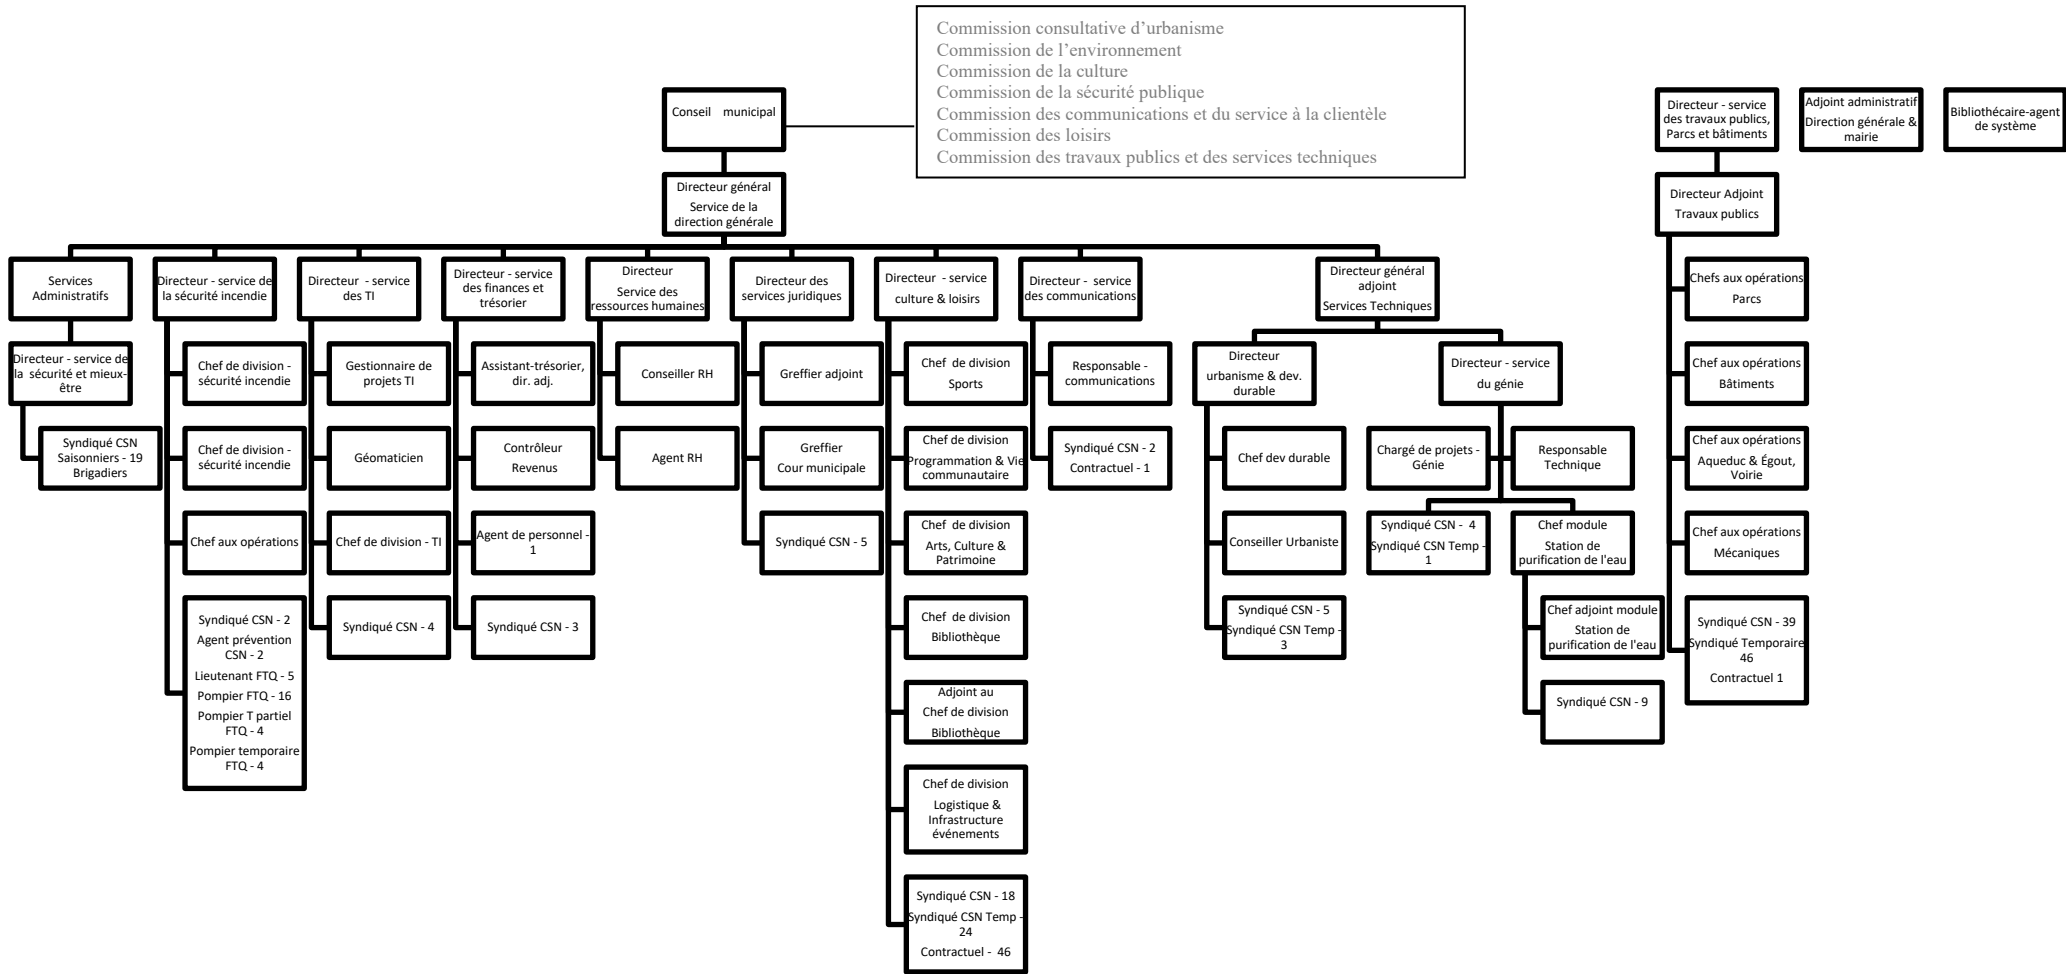 Commission consultative d’urbanisme
Commission de l’environnement
Commission de la culture
Commission de la sécurité publique
Commission des communications et du service à la clientèle
Commission des loisirs
Commission des travaux publics et des services techniques
Conseil municipal
Directeur général
Service de la
direction générale
Services
Administratifs
Directeur - service de
la sécurité et mieux-
être
Syndiqué CSN
Saisonniers - 19
Brigadiers
Directeur - service de
la sécurité incendie
Chef de division -
sécurité incendie
Chef de division -
sécurité incendie
Chef aux opérations
Syndiqué CSN - 2
Agent prévention
CSN - 2
Lieutenant FTQ - 5
Pompier FTQ - 16
Pompier T partiel
FTQ - 4
Pompier temporaire
FTQ - 4
Directeur - service
des TI
Gestionnaire de
projets TI
Géomaticien
Chef de division - TI
Syndiqué CSN - 4
Directeur - service
des finances et
trésorier
Assistant-trésorier,
dir. adj.
Contrôleur
Revenus
Agent de personnel -
1
Syndiqué CSN - 3
Directeur
Service des
ressources humaines
Conseiller RH
Agent RH
Directeur des
services juridiques
Greffier adjoint
Greffier
Cour municipale
Syndiqué CSN - 5
Directeur - service
culture & loisirs
Chef de division
Sports
Chef de division
Programmation & Vie
communautaire
Chef de division
Arts, Culture &
Patrimoine
Chef de division
Bibliothèque
Adjoint au
Chef de division
Bibliothèque
Chef de division
Logistique &
Infrastructure
événements
Syndiqué CSN - 18
Syndiqué CSN Temp -
24
Contractuel - 46
Directeur - service
des communications
Responsable -
communications
Syndiqué CSN - 2
Contractuel - 1
Directeur général
adjoint
Services Techniques
Directeur
urbanisme & dev.
durable
Chef dev durable
Conseiller Urbaniste
Syndiqué CSN - 5
Syndiqué CSN Temp -
3
Directeur - service
du génie
Chargé de projets -
Génie
Responsable
Technique
Syndiqué CSN - 4
Syndiqué CSN Temp -
1
Chef module
Station de
purification de l'eau
Chef adjoint module
Station de
purification de l'eau
Syndiqué CSN - 9
Directeur - service
des travaux publics,
Parcs et bâtiments
Directeur Adjoint
Travaux publics
Chefs aux opérations
Parcs
Chef aux opérations
Bâtiments
Chef aux opérations
Aqueduc & Égout,
Voirie
Chef aux opérations
Mécaniques
Syndiqué CSN - 39
Syndiqué Temporaire
46
Contractuel 1
Adjoint administratif
Direction générale &
mairie
Bibliothécaire-agent
de système